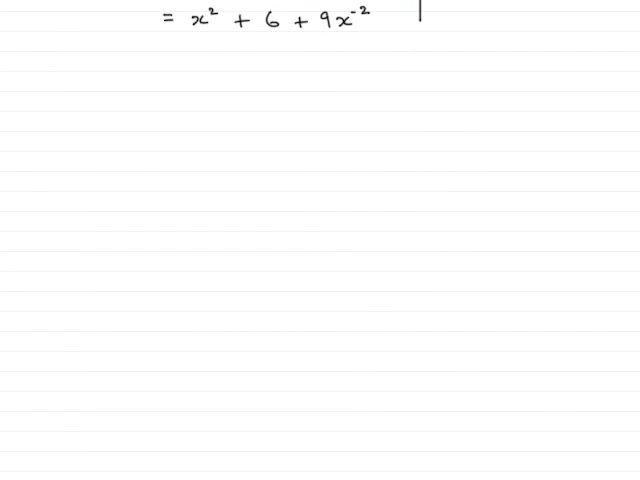 = x² + 6 + 9x⁻²